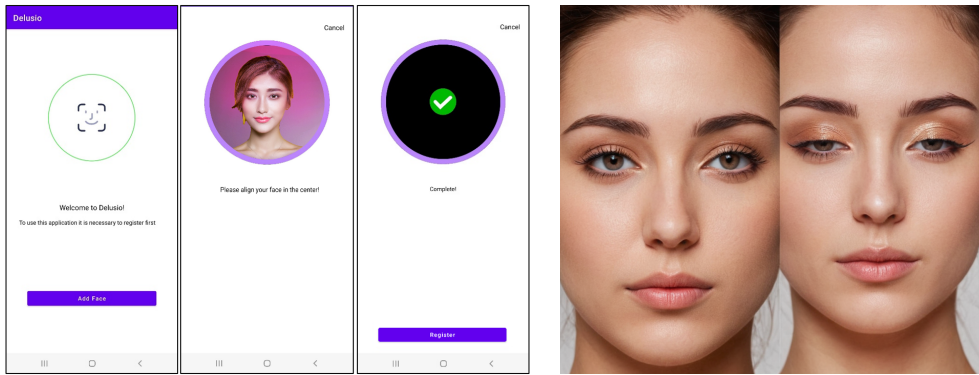 Delusio
Welcome to Delusio!
To use this application it is necessary to register first
Add Face
Cancel
Please align your face in the center!
Cancel
Complete!
Register